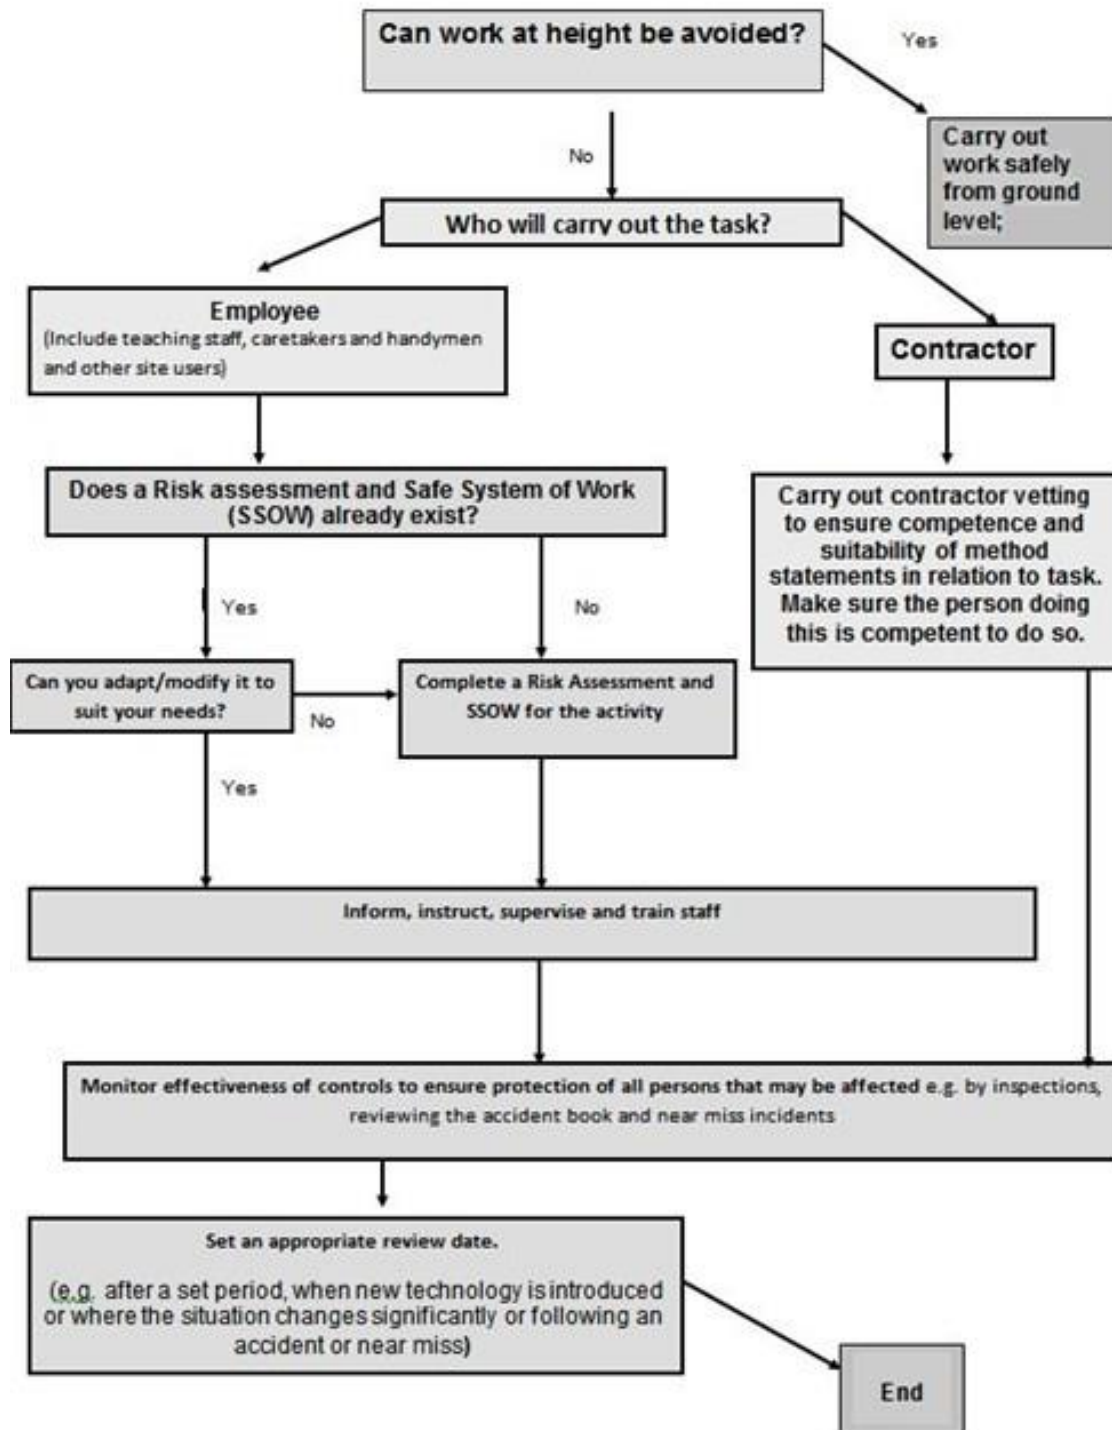 Can work at height be avoided?
Yes
Carry out
work safely
from ground
level;
No
Who will carry out the task?
Employee
(Include teaching staff, caretakers and handymen
and other site users)
Contractor
Does a Risk assessment and Safe System of Work
(SSOW) already exist?
Carry out contractor vetting
to ensure competence and
suitability of method
statements in relation to task.
Make sure the person doing
this is competent to do so.
Yes
No
Can you adapt/modify it to
suit your needs?
No
Complete a Risk Assessment and
SSOW for the activity
Yes
Inform, instruct, supervise and train staff
Monitor effectiveness of controls to ensure protection of all persons that may be affected e.g. by inspections,
reviewing the accident book and near miss incidents
Set an appropriate review date.
(e.g. after a set period, when new technology is introduced
or where the situation changes significantly or following an
accident or near miss)
End